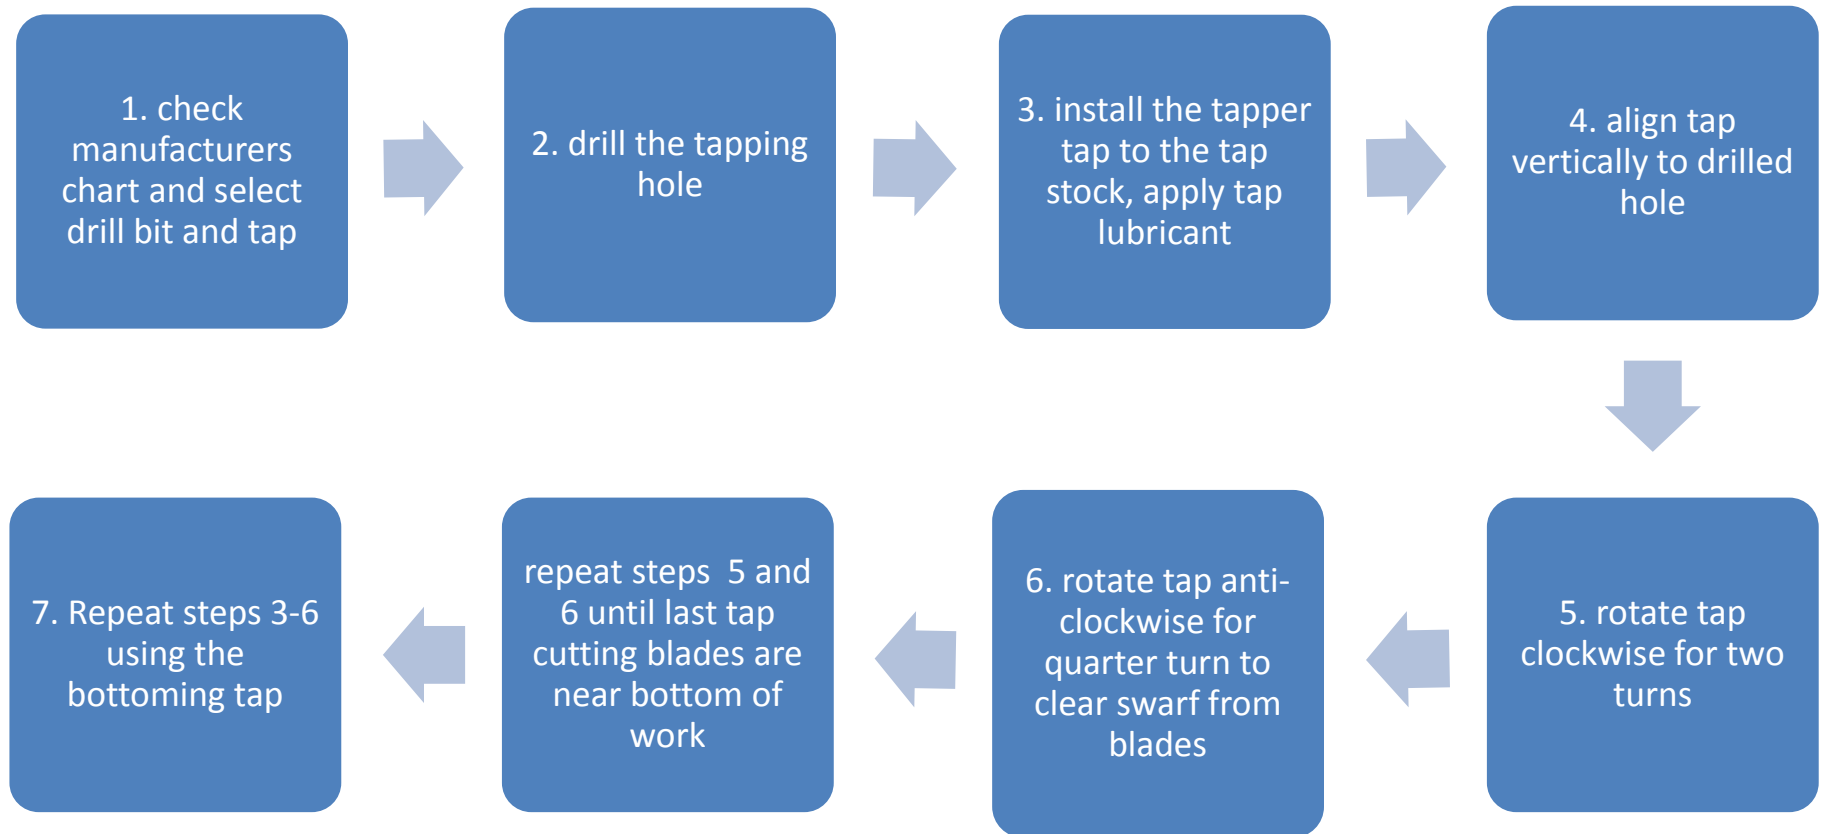 1. check
manufacturers
chart and select
drill bit and tap
2. drill the tapping
hole
3. install the tapper
tap to the tap
stock, apply tap
lubricant
4. align tap
vertically to drilled
hole
5. rotate tap
clockwise for two
turns
6. rotate tap anti-
clockwise for
quarter turn to
clear swarf from
blades
repeat steps  5 and
6 until last tap
cutting blades are
near bottom of
work
7. Repeat steps 3-6
using the
bottoming tap